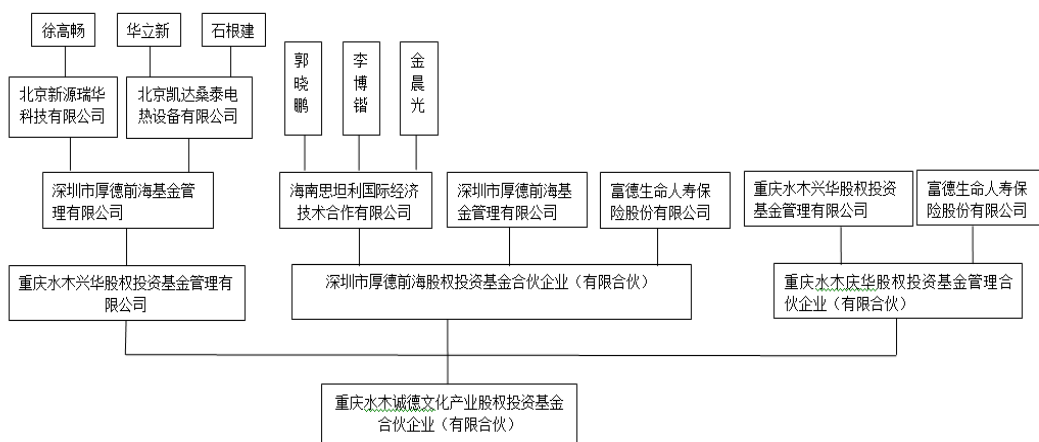 徐高畅
华立新
石根建
郭晓鹏
李博锴
金晨光
北京新源瑞华
科技有限公司
北京凯达桑泰电
热设备有限公司
深圳市厚德前海基金管
理有限公司
海南思坦利国际经济
技术合作有限公司
深圳市厚德前海基
金管理有限公司
富德生命人寿保
险股份有限公司
重庆水木兴华股权投资
基金管理有限公司
富德生命人寿保
险股份有限公司
重庆水木兴华股权投资基金管理有
限公司
深圳市厚德前海股权投资基金合伙企业（有限合伙）
重庆水木庆华股权投资基金管理合
伙企业（有限合伙）
重庆水木诚德文化产业股权投资基金
合伙企业（有限合伙）